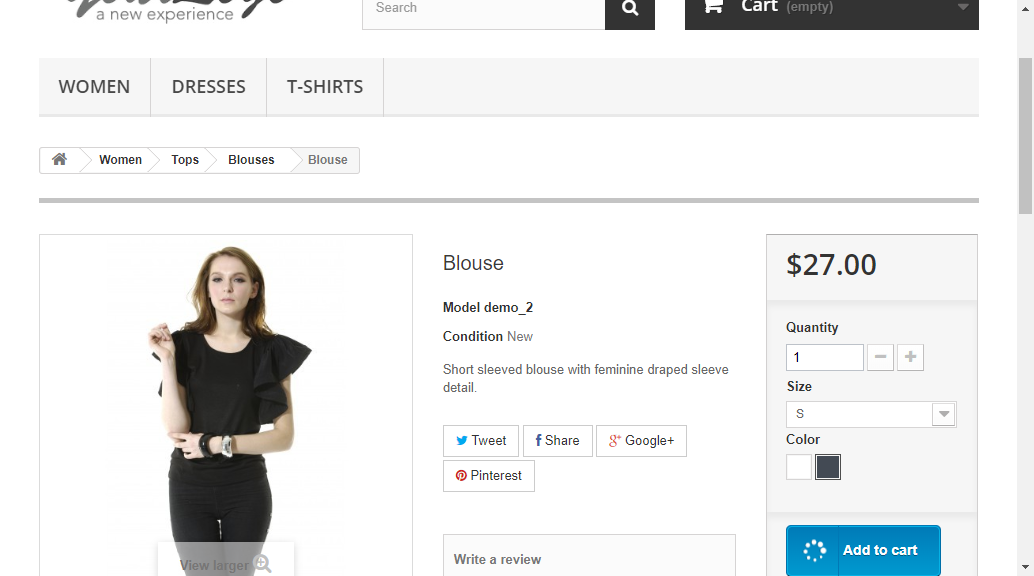 a new experience
Search
Cart (empty)
WOMEN
DRESSES
T-SHIRTS
Women
Tops
Blouses
Blouse
Blouse
Model demo_2
Condition New
Short sleeved blouse with feminine draped sleeve
detail.
Tweet
Share
Google+
Pinterest
Write a review
View larger
$27.00
Quantity
1
Size
S
Color
Add to cart